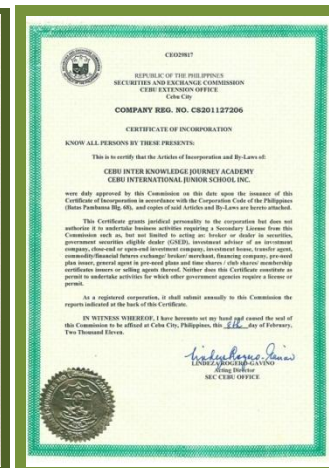 CEO29817
REPUBLIC OF THE PHILIPPINES
SECURITIES AND EXCHANGE COMMISSION
CEBU EXTENSION OFFICE
Cebu City
COMPANY REG. NO. CS201127206
CERTIFICATE OF INCORPORATION
KNOW ALL PERSONS BY THESE PRESENTS:
This is to certify that the Articles of Incorporation and By-Laws of:
CEBU INTER KNOWLEDGE JOURNEY ACADEMY
CEBU INTERNATIONAL JUNIOR SCHOOL INC.
were duly approved by this Commission on this date upon the issuance of this
Certificate of Incorporation in accordance with the Corporation Code of the Philippines
(Batas Pambansa Blg. 68), and copies of said Articles and By-Laws are hereto attached.
This Certificate grants juridical personality to the corporation but does not
authorize it to undertake business activities requiring a Secondary License from this
Commission such as, but not limited to acting as: broker or dealer in securities,
government securities eligible dealer (GSED), investment adviser of an investment
company, close-end or open-end investment company, investment house, transfer agent,
commodity/financial futures exchange/ broker/ merchant, financing company, pre-need
plan issuer, general agent in pre-need plans and time shares / club shares/ membership
certificates issuers or selling agents thereof. Neither does this Certificate constitute as
permit to undertake activities for which other government agencies require a license or
permit.
As a registered corporation, it shall submit annually to this Commission the
reports indicated at the back of this Certificate.
IN WITNESS WHEREOF, I have hereunto set my hand and caused the seal of
this Commission to be affixed at Cebu City, Philippines, this 8th day of February,
Two Thousand Eleven.
LINDEZA ROGERO-GAVINO
Acting Director
SEC CEBU OFFICE